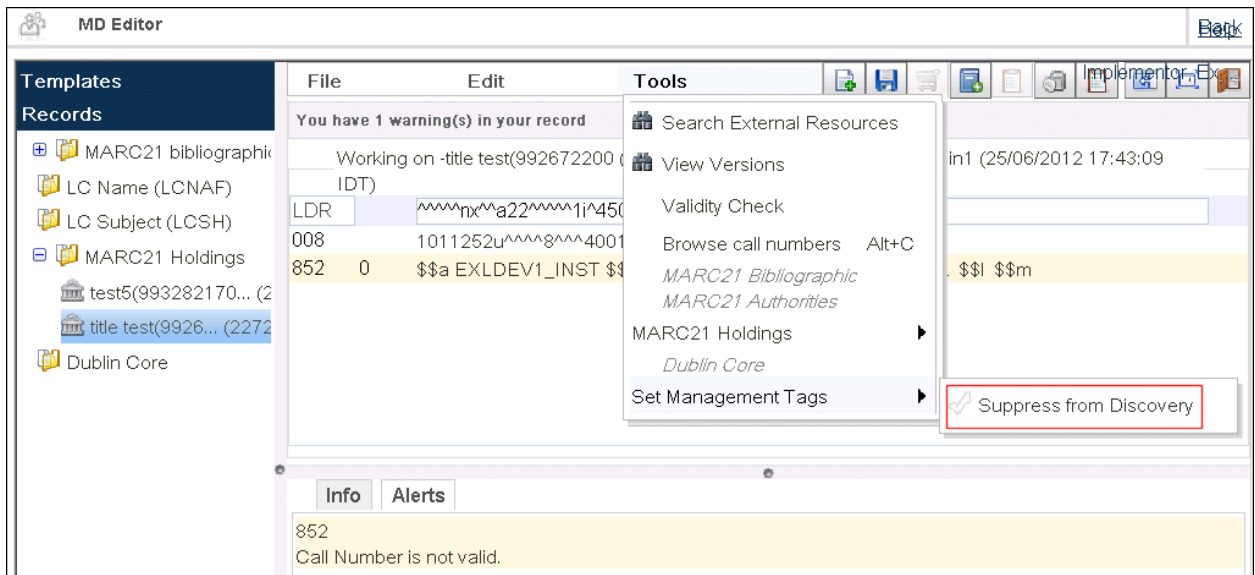 MD Editor
Back
Help
Templates
Records
MARC21 bibliographic
LC Name (LCNAF)
LC Subject (LCSH)
MARC21 Holdings
test5(993282170... (2
title test(9926... (2272
Dublin Core
File Edit Tools
Implementor_Ex
You have 1 warning(s) in your record
Working on -title test(992672200 ( in1 (25/06/2012 17:43:09
IDT)
LDR ^^^^^nx^^a22^^^^^1i^450
008 1011252u^^^^8^^^4001
852 0 $$a EXLDEV1_INST $$ $$l $$m
Search External Resources
View Versions
Validity Check
Browse call numbers Alt+C
MARC21 Bibliographic
MARC21 Authorities
MARC21 Holdings
Dublin Core
Set Management Tags
Suppress from Discovery
Info Alerts
852
Call Number is not valid.